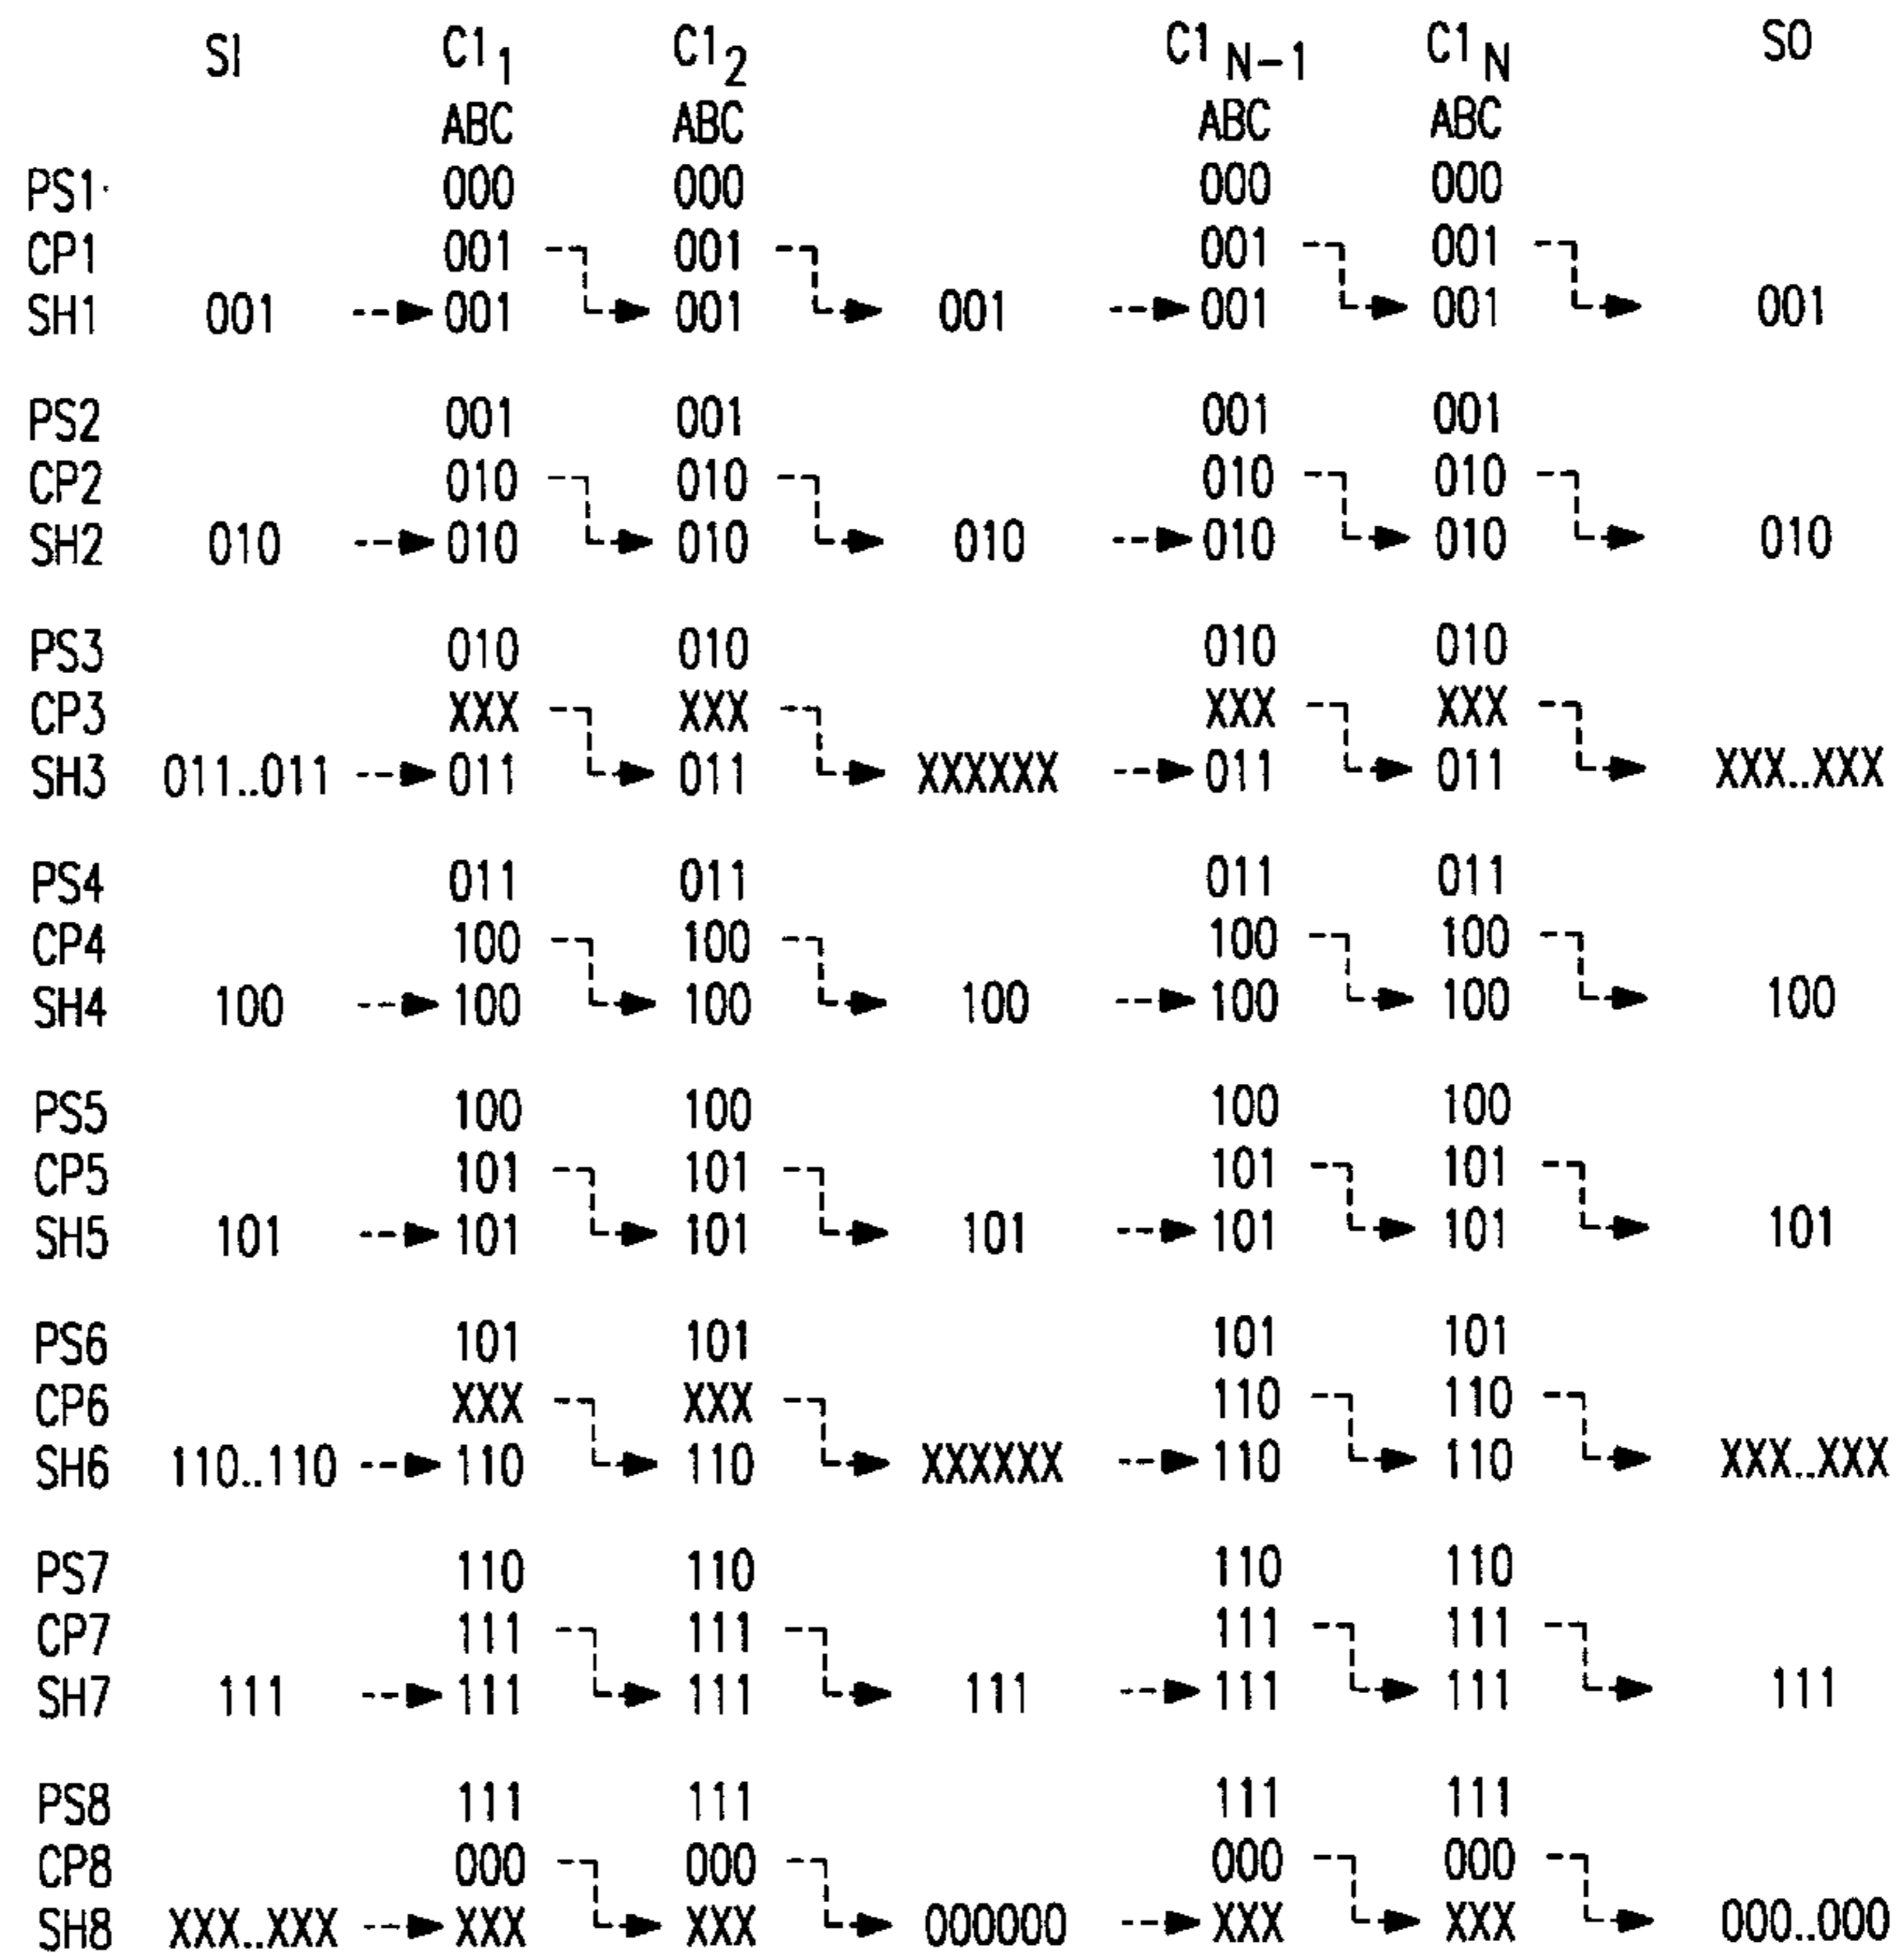 SI C1 1 C1 2 C1 N-1 C1 N SO
ABC ABC ABC ABC
PS1 000 000 000 000
CP1 001 001 001 001
SH1 001 001 001 001 001 001 001
PS2 001 001 001 001
CP2 010 010 010 010
SH2 010 010 010 010 010 010 010
PS3 010 010 010 010
CP3 XXX XXX XXX XXX
SH3 011..011 011 011 XXXXXX 011 011 XXX..XXX
PS4 011 011 011 011
CP4 100 100 100 100
SH4 100 100 100 100 100 100 100
PS5 100 100 100 100
CP5 101 101 101 101
SH5 101 101 101 101 101 101 101
PS6 101 101 101 101
CP6 XXX XXX 110 110
SH6 110..110 110 110 XXXXXX 110 110 XXX..XXX
PS7 110 110 110 110
CP7 111 111 111 111
SH7 111 111 111 111 111 111 111
PS8 111 111 111 111
CP8 000 000 000 000
SH8 XXX..XXX XXX XXX 000000 XXX XXX 000..000